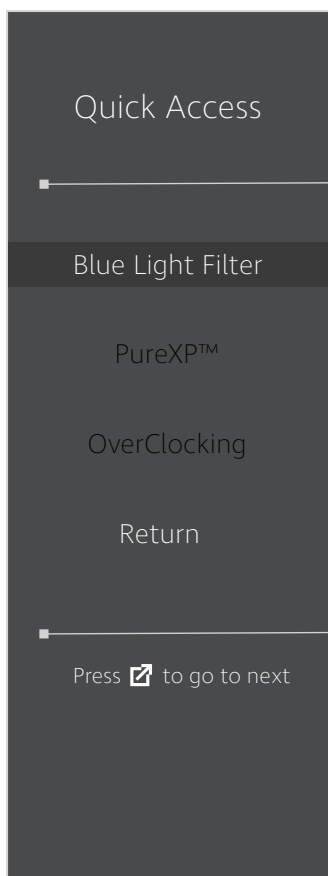 Quick Access
Blue Light Filter
PureXP™
OverClocking
Return
Press to go to next